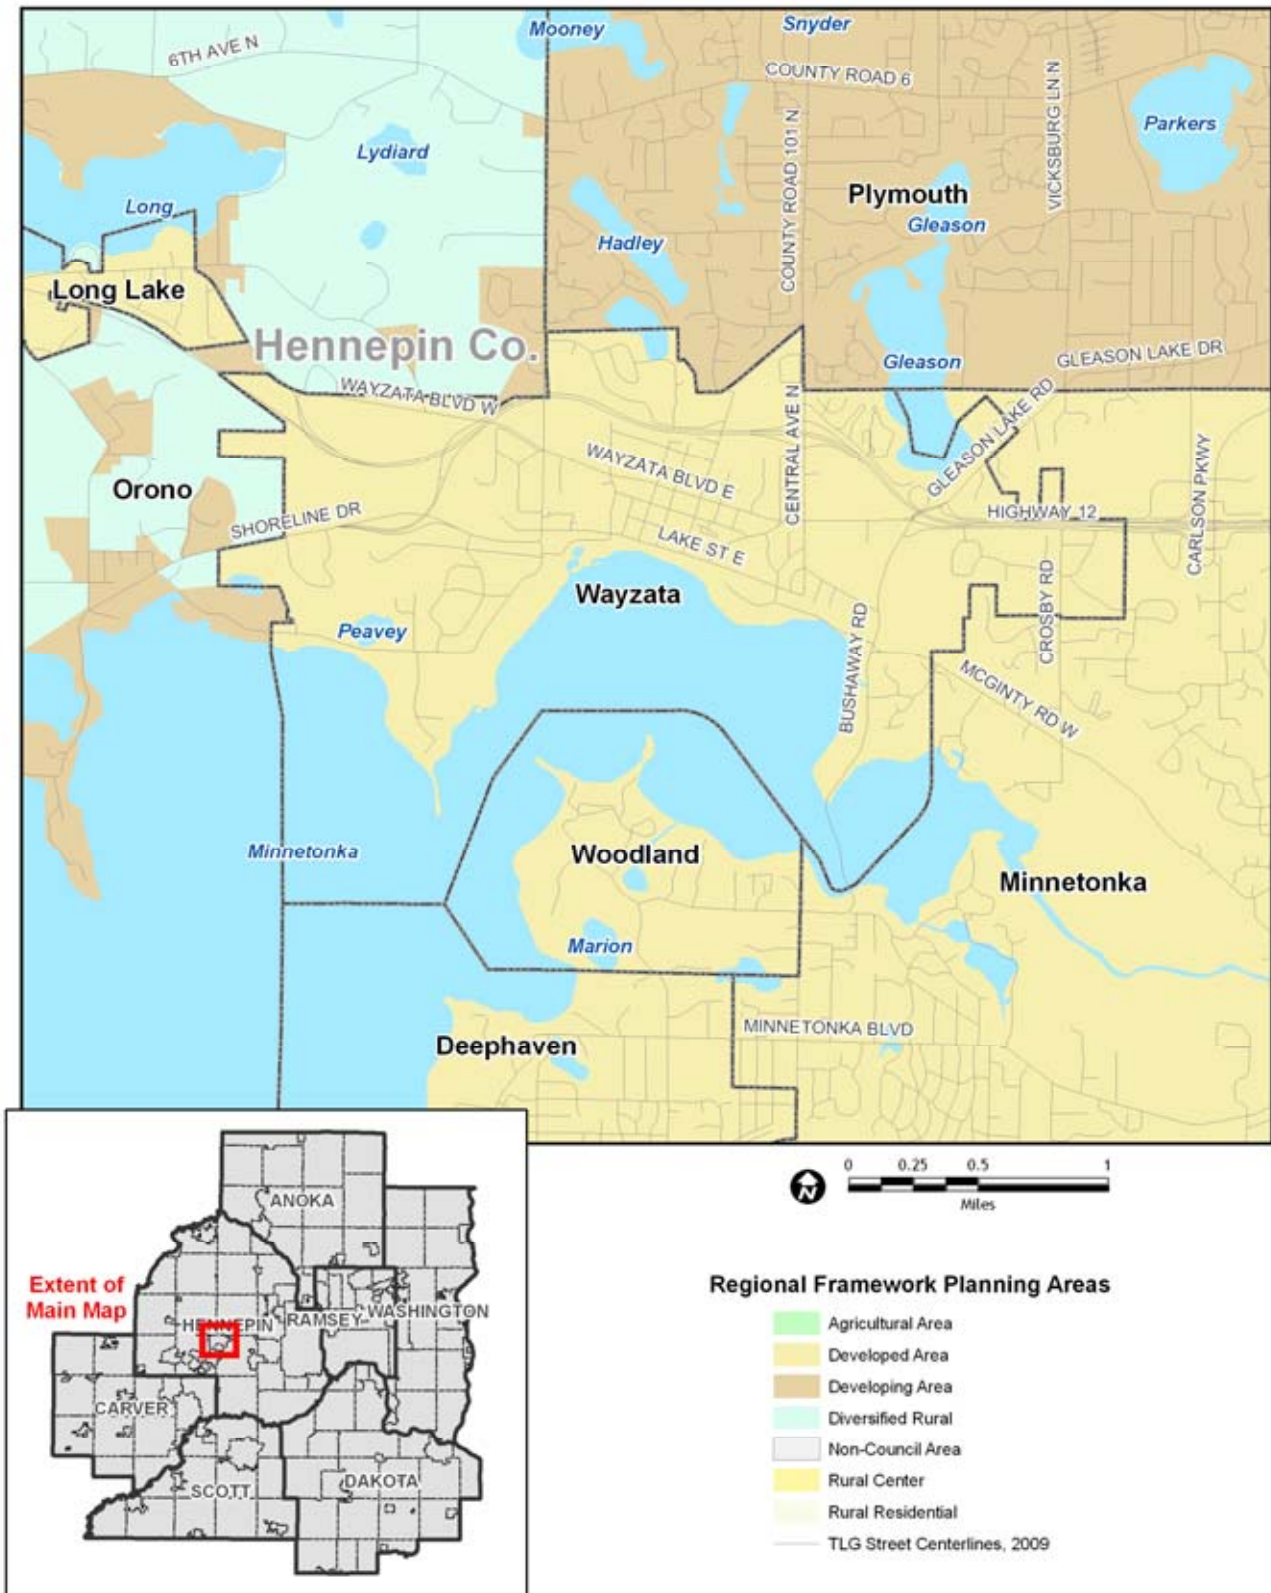 Mooney
Snyder
6TH AVE N
COUNTY ROAD 6
VICKSBURG LN N
Parkers
Lydiard
COUNTY ROAD 101 N
Plymouth
Long
Gleason
Hadley
Long Lake
Hennepin Co.
Gleason
GLEASON LAKE DR
WAYZATA BLVD W
GLEASON LAKE RD
CENTRAL AVE N
WAYZATA BLVD E
Orono
CARLSON PKWY
SHORELINE DR
HIGHWAY 12
LAKE ST E
Wayzata
CROSBY RD
Peavey
BUSHAWAY RD
MCGINTY RD W
Minnetonka
Woodland
Minnetonka
Marion
MINNETONKA BLVD
Deephaven
ANOKA
Extent of
Main Map
HENNEPIN
RAMSEY
WASHINGTON
CARVER
SCOTT
DAKOTA
N
0 0.25 0.5 1
Miles
Regional Framework Planning Areas
Agricultural Area
Developed Area
Developing Area
Diversified Rural
Non-Council Area
Rural Center
Rural Residential
TLG Street Centerlines, 2009